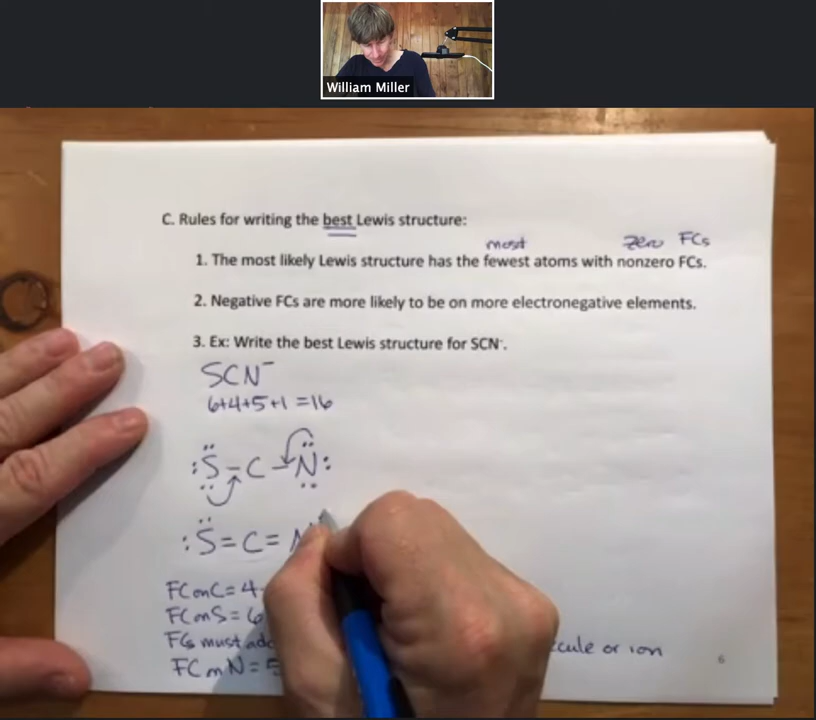 William Miller
C. Rules for writing the best Lewis structure:
most zero FCs
1. The most likely Lewis structure has the fewest atoms with nonzero FCs.
2. Negative FCs are more likely to be on more electronegative elements.
3. Ex: Write the best Lewis structure for SCN⁻.
SCN⁻
6+4+5+1=16
:S̤̈-C-N̤̈:
:S̈=C=N
FC on C=4-
FC on S=6
FCs must add cule or ion
FC on N=5
6